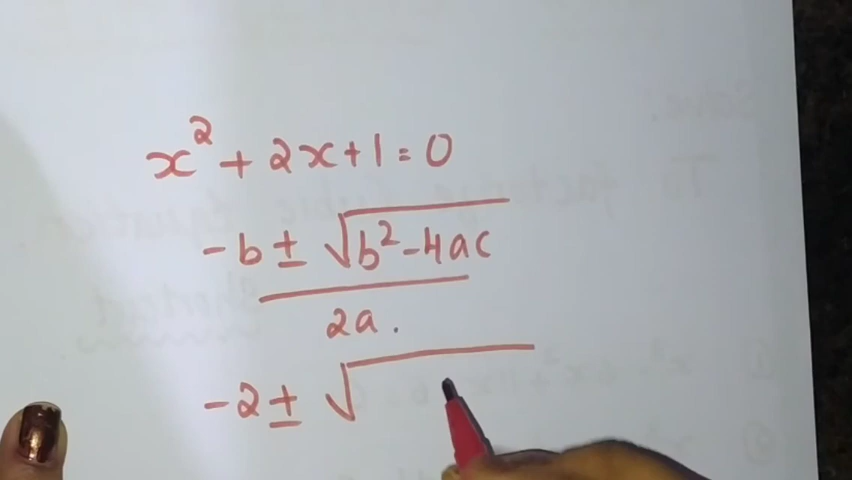 x² + 2x + 1 = 0
-b ± √b² - 4ac
2a.
-2 ± √